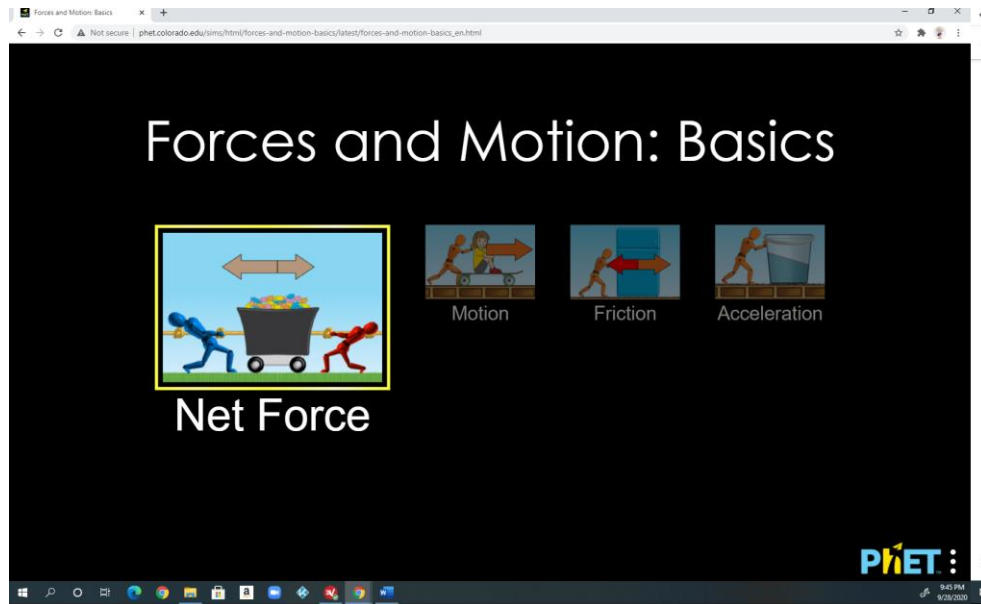 Forces and Motion: Basics
Not secure | phet.colorado.edu/sims/html/forces-and-motion-basics/latest/forces-and-motion-basics_en.html
Forces and Motion: Basics
Motion
Friction
Acceleration
Net Force
PhET
9:45 PM
9/28/2020